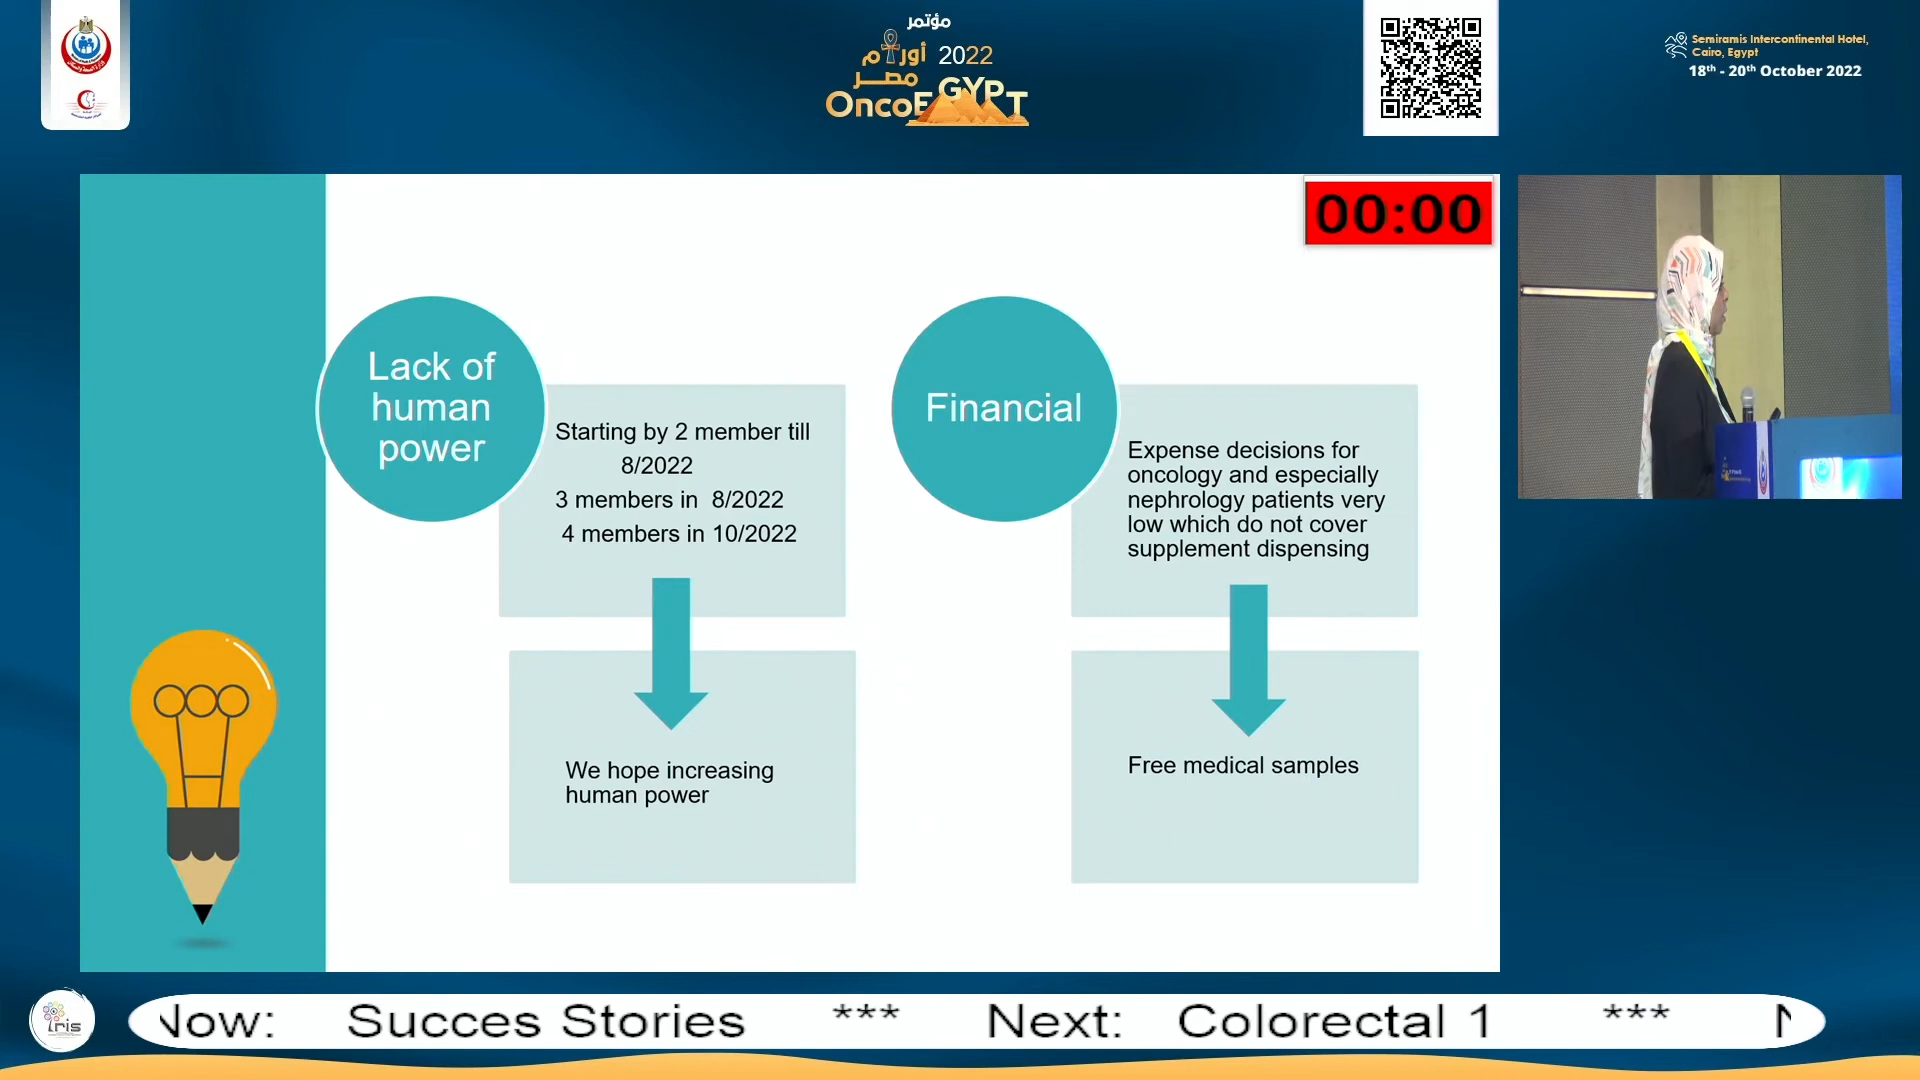 مؤتمر
أورام 2022
مصر
OncoEGYPT
Semiramis Intercontinental Hotel,
Cairo, Egypt
18th - 20th October 2022
00:00
Lack of
human
power
Starting by 2 member till
8/2022
3 members in 8/2022
4 members in 10/2022
We hope increasing
human power
Financial
Expense decisions for
oncology and especially
nephrology patients very
low which do not cover
supplement dispensing
Free medical samples
iris
Now: Succes Stories *** Next: Colorectal 1 ***